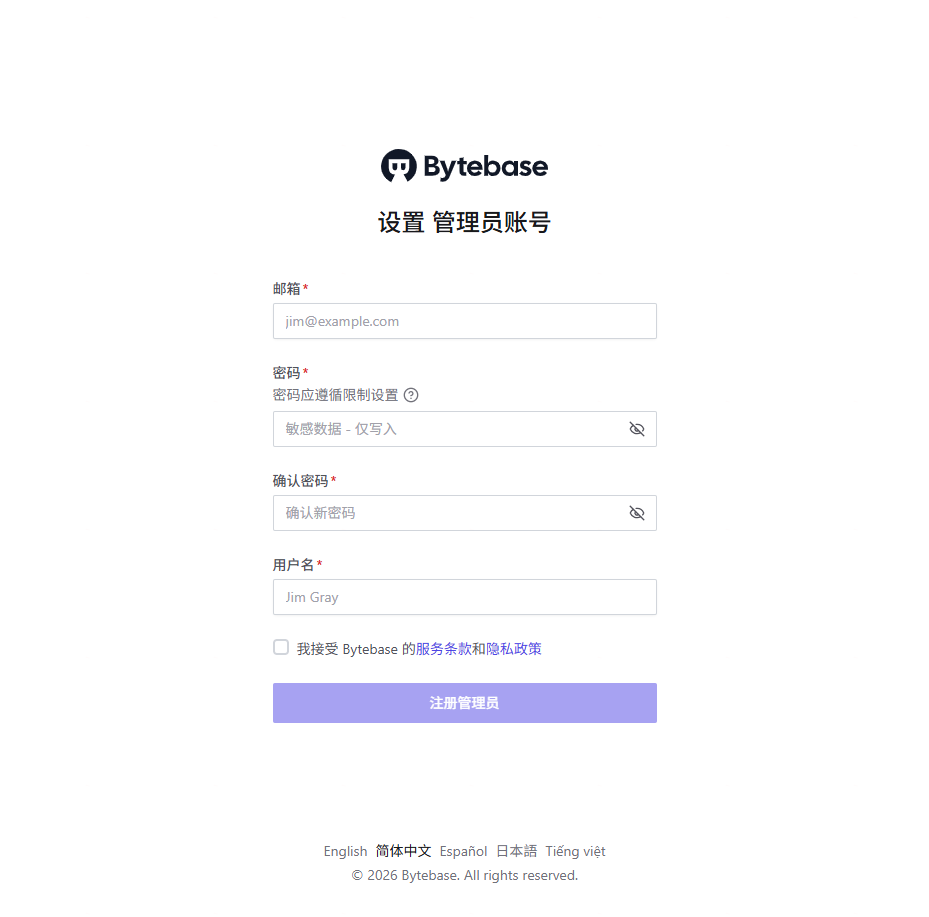 Bytebase
设置 管理员账号
邮箱*
jim@example.com
密码*
密码应遵循限制设置
敏感数据 - 仅写入
确认密码*
确认新密码
用户名*
Jim Gray
我接受 Bytebase 的服务条款和隐私政策
注册管理员
English 简体中文 Español 日本語 Tiếng việt
© 2026 Bytebase. All rights reserved.